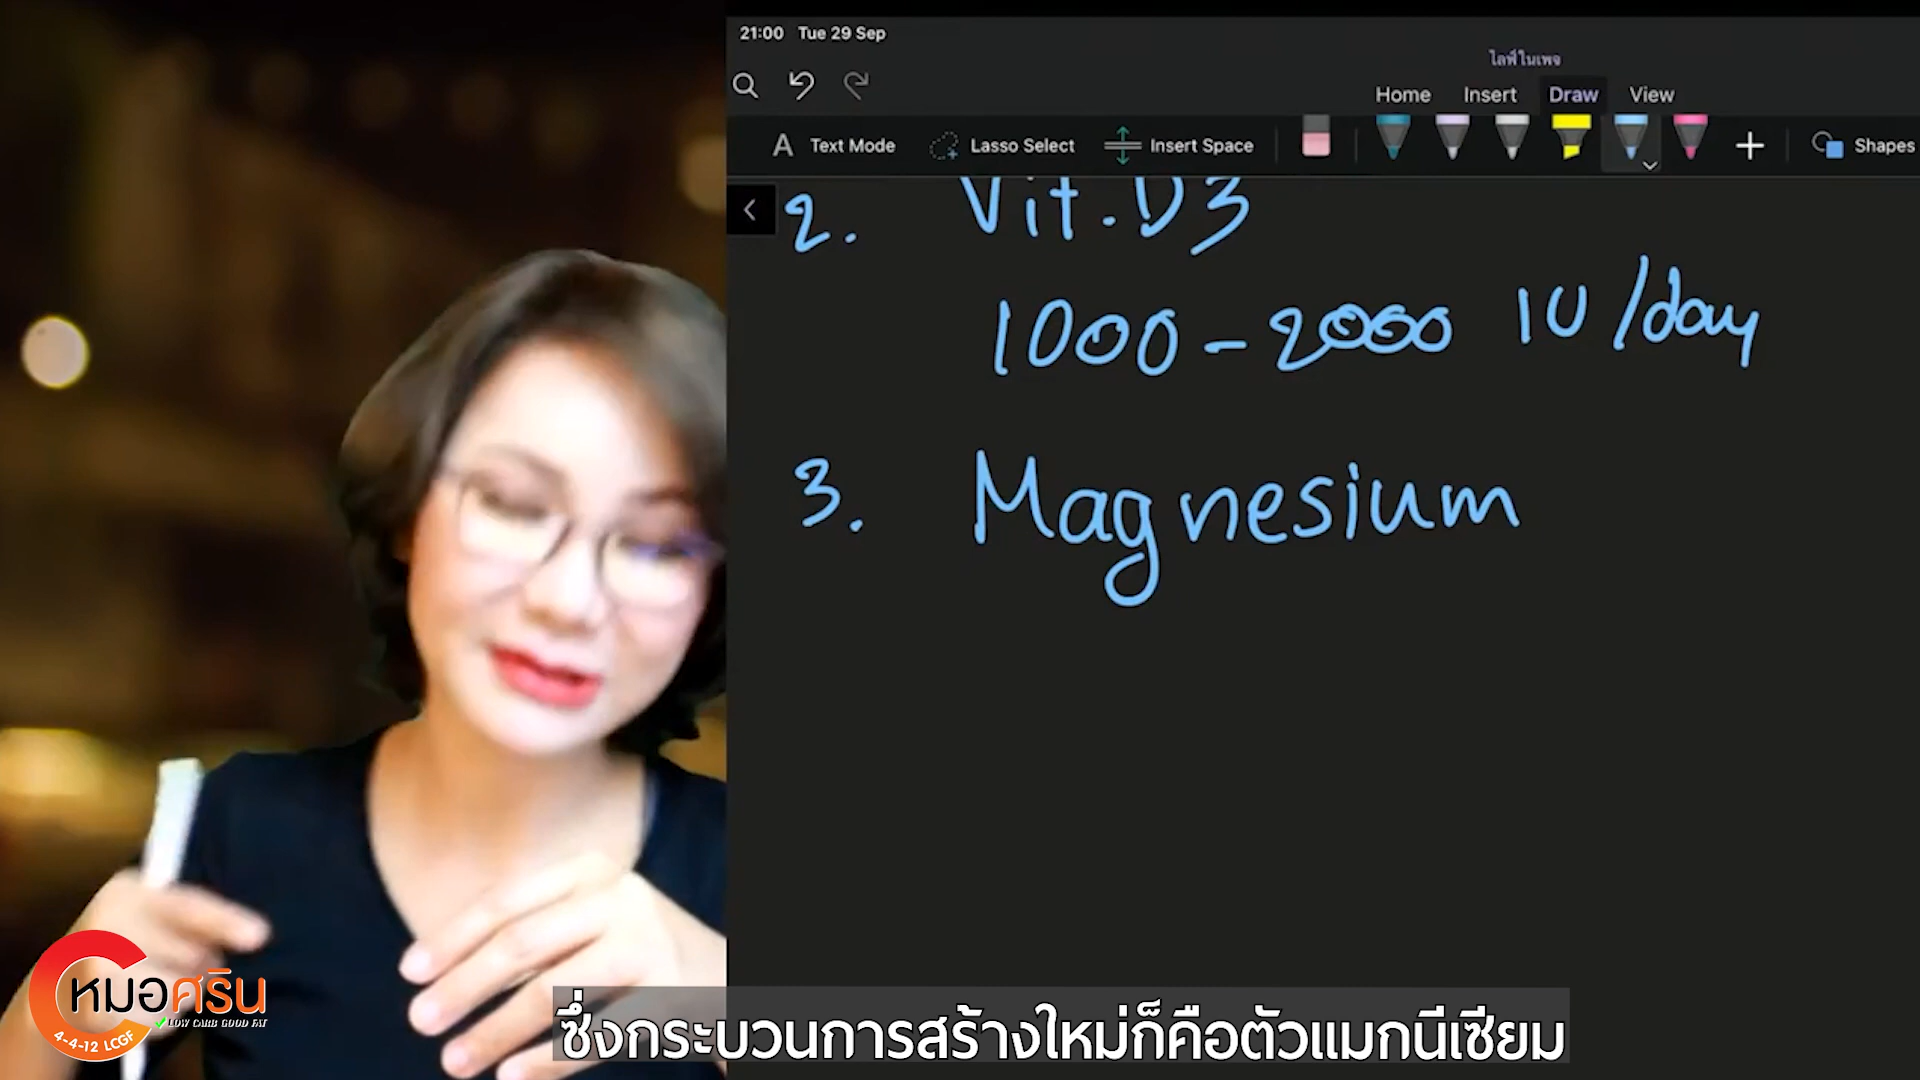 21:00 Tue 29 Sep
ไลฟ์ในเพจ
Home Insert Draw View
A Text Mode Lasso Select Insert Space Shapes
2. Vit. D3
1000 - 2000 IU /day
3. Magnesium
หมอศริน
LOW CARB GOOD FAT
4-4-12 LCGF
ซึ่งกระบวนการสร้างใหม่ก็คือตัวแมกนีเซียม